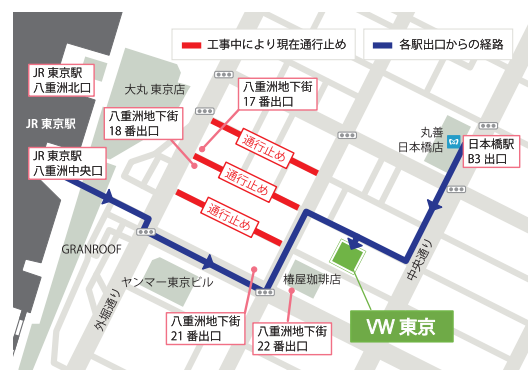 工事中により現在通行止め
各駅出口からの経路
JR 東京駅
八重洲北口
大丸 東京店
八重洲地下街
17 番出口
八重洲地下街
18 番出口
JR 東京駅
丸善
日本橋店
日本橋駅
B3 出口
JR 東京駅
八重洲中央口
通行止め
通行止め
通行止め
GRANROOF
外堀通り
ヤンマー東京ビル
椿屋珈琲店
中央通り
八重洲地下街
21 番出口
八重洲地下街
22 番出口
VW 東京